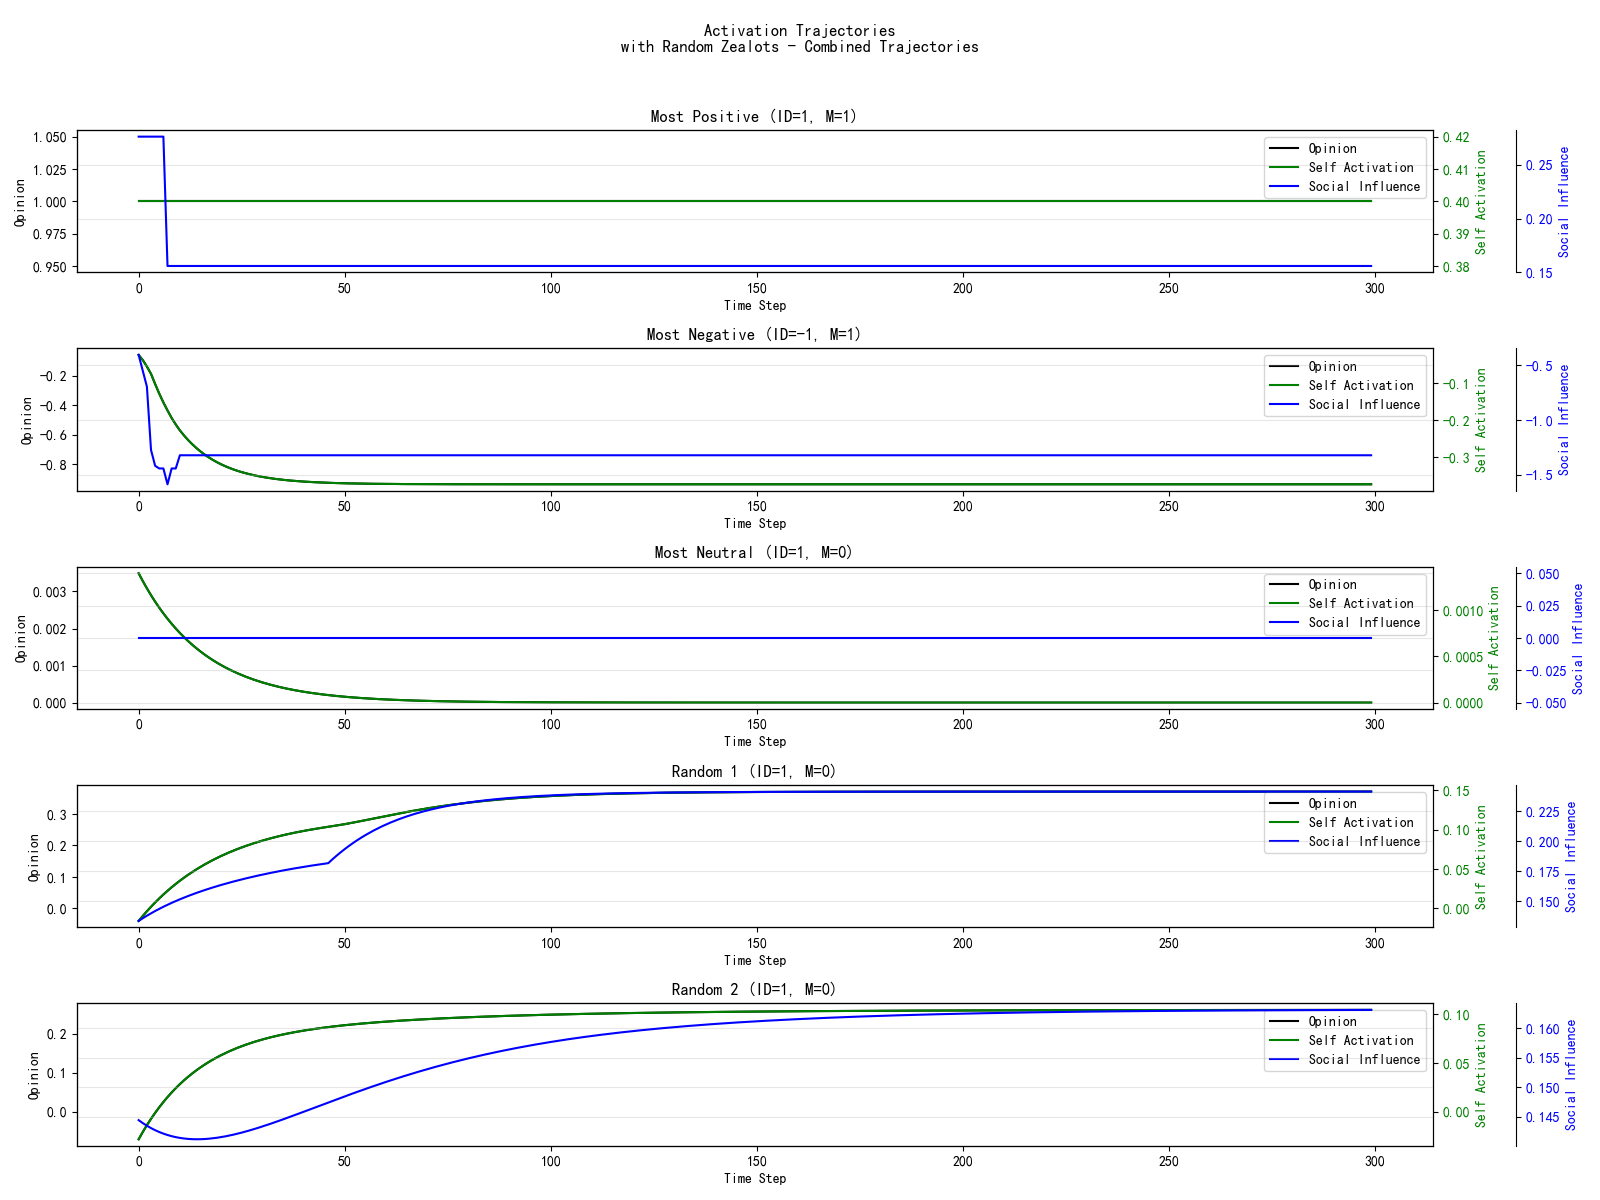 Activation Trajectories
with Random Zealots - Combined Trajectories
Most Positive (ID=1, M=1)
Opinion
1.050
1.025
1.000
0.975
0.950
Opinion
Self Activation
Social Influence
0.42
0.41
0.40
0.39
0.38
Self Activation
0.25
0.20
0.15
Social Influence
0 50 100 150 200 250 300
Time Step
Most Negative (ID=-1, M=1)
Opinion
-0.2
-0.4
-0.6
-0.8
Opinion
Self Activation
Social Influence
-0.1
-0.2
-0.3
Self Activation
-0.5
-1.0
-1.5
Social Influence
0 50 100 150 200 250 300
Time Step
Most Neutral (ID=1, M=0)
Opinion
0.003
0.002
0.001
0.000
Opinion
Self Activation
Social Influence
0.0010
0.0005
0.0000
Self Activation
0.050
0.025
0.000
-0.025
-0.050
Social Influence
0 50 100 150 200 250 300
Time Step
Random 1 (ID=1, M=0)
Opinion
0.3
0.2
0.1
0.0
Opinion
Self Activation
Social Influence
0.15
0.10
0.05
0.00
Self Activation
0.225
0.200
0.175
0.150
Social Influence
0 50 100 150 200 250 300
Time Step
Random 2 (ID=1, M=0)
Opinion
0.2
0.1
0.0
Opinion
Self Activation
Social Influence
0.10
0.05
0.00
Self Activation
0.160
0.155
0.150
0.145
Social Influence
0 50 100 150 200 250 300
Time Step